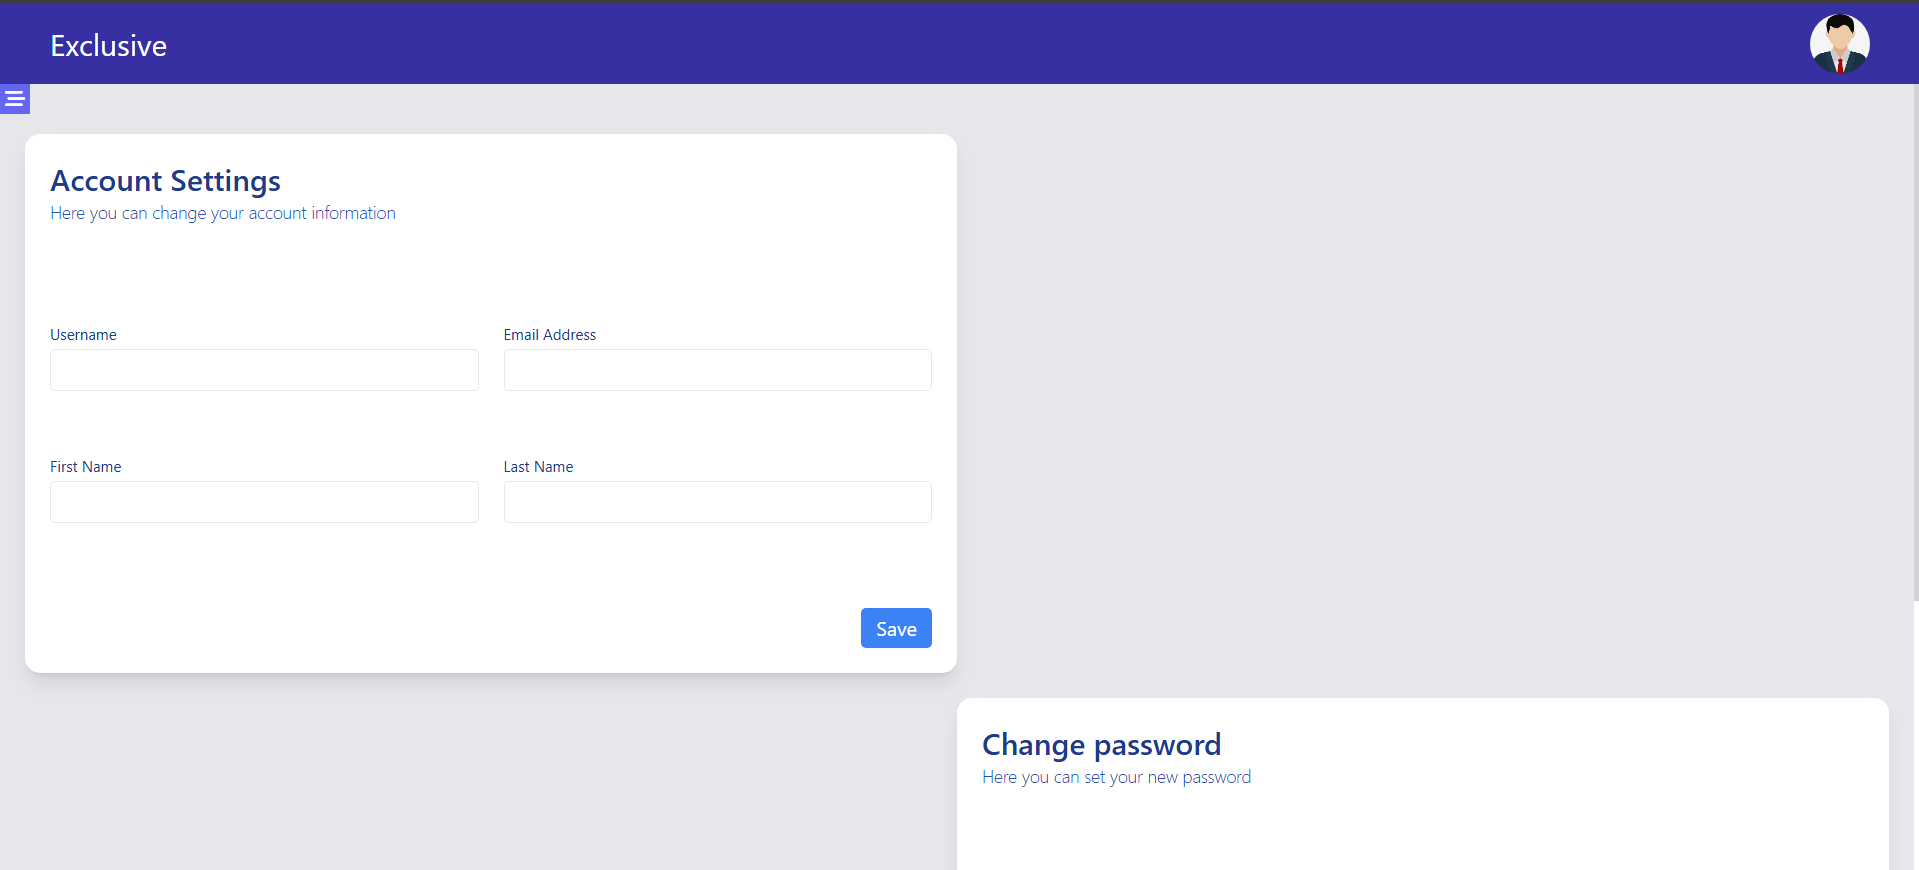 Exclusive
Account Settings
Here you can change your account information
Username
Email Address
First Name
Last Name
Save
Change password
Here you can set your new password